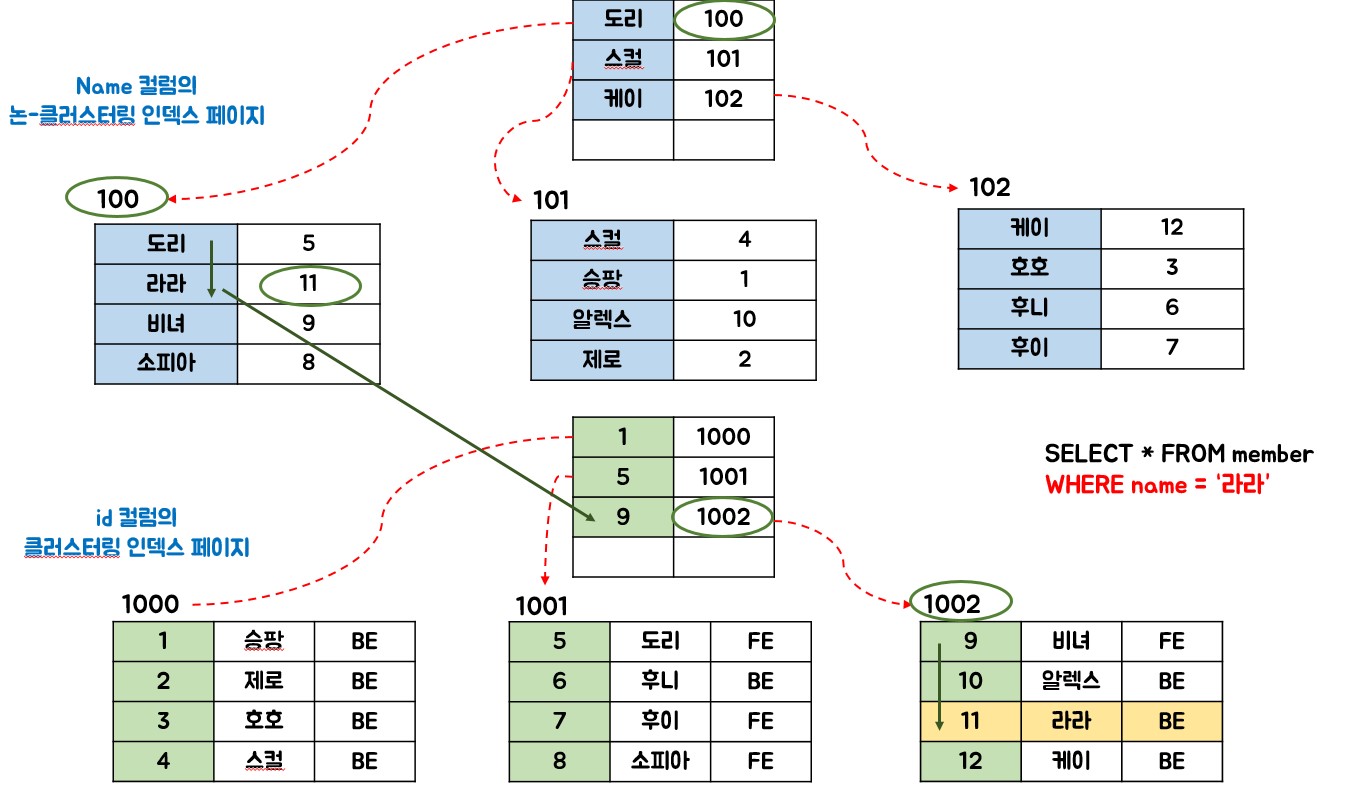 도리 100
스컬 101
케이 102
Name 컬럼의
논-클러스터링 인덱스 페이지
100
도리 5
라라 11
비녀 9
소피아 8
101
스컬 4
승팡 1
알렉스 10
제로 2
102
케이 12
호호 3
후니 6
후이 7
1 1000
5 1001
9 1002
SELECT * FROM member
WHERE name = '라라'
id 컬럼의
클러스터링 인덱스 페이지
1000
1 승팡 BE
2 제로 BE
3 호호 BE
4 스컬 BE
1001
5 도리 FE
6 후니 BE
7 후이 FE
8 소피아 FE
1002
9 비녀 FE
10 알렉스 BE
11 라라 BE
12 케이 BE